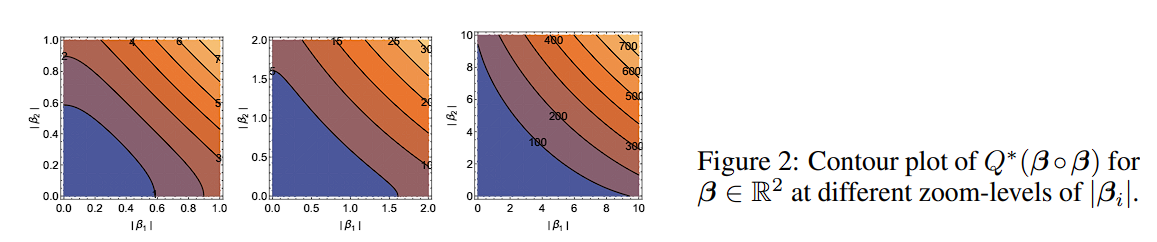 1.0
0.8
0.6
0.4
0.2
0.0
| β₂ |
0.0 0.2 0.4 0.6 0.8 1.0
| β₁ |
2 4 6 7 5 3
2.0
1.5
1.0
0.5
0.0
| β₂ |
0.0 0.5 1.0 1.5 2.0
| β₁ |
5 15 25 30 20 10
10
8
6
4
2
0
| β₂ |
0 2 4 6 8 10
| β₁ |
400 700 600 500 300 200 100
Figure 2: Contour plot of Q*(β∘β) for
β ∈ ℝ² at different zoom-levels of |βᵢ|.